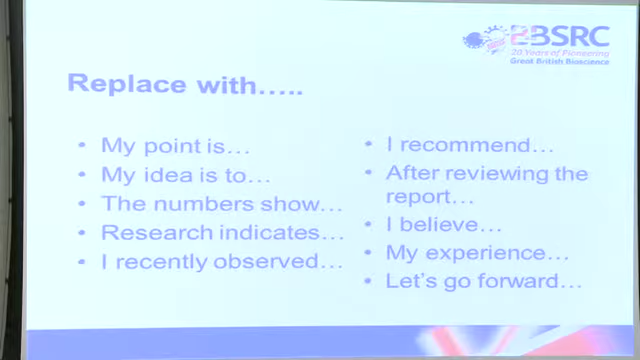 BBSRC
20 Years of Pioneering
Great British Bioscience
Replace with…..
• My point is…
• My idea is to…
• The numbers show…
• Research indicates…
• I recently observed…
• I recommend…
• After reviewing the
report…
• I believe…
• My experience…
• Let's go forward…